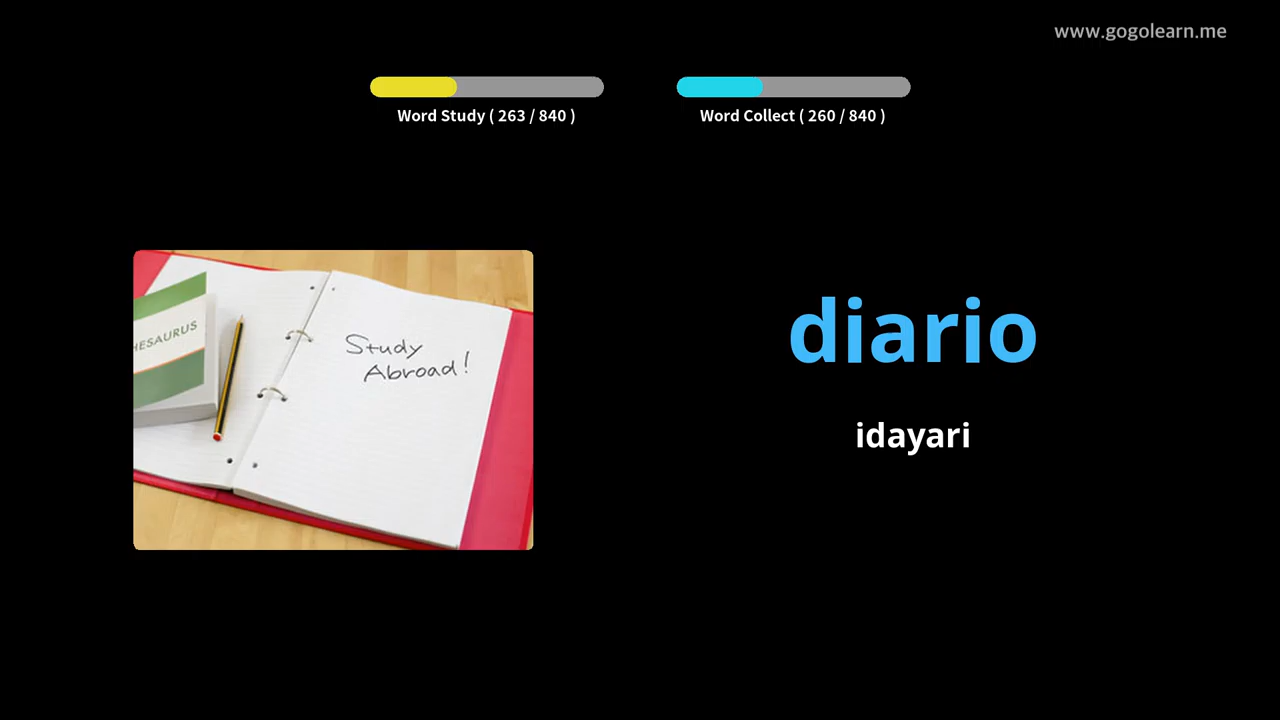 www.gogolearn.me
Word Study ( 263 / 840 )
Word Collect ( 260 / 840 )
HESAURUS
Study
Abroad!
diario
idayari